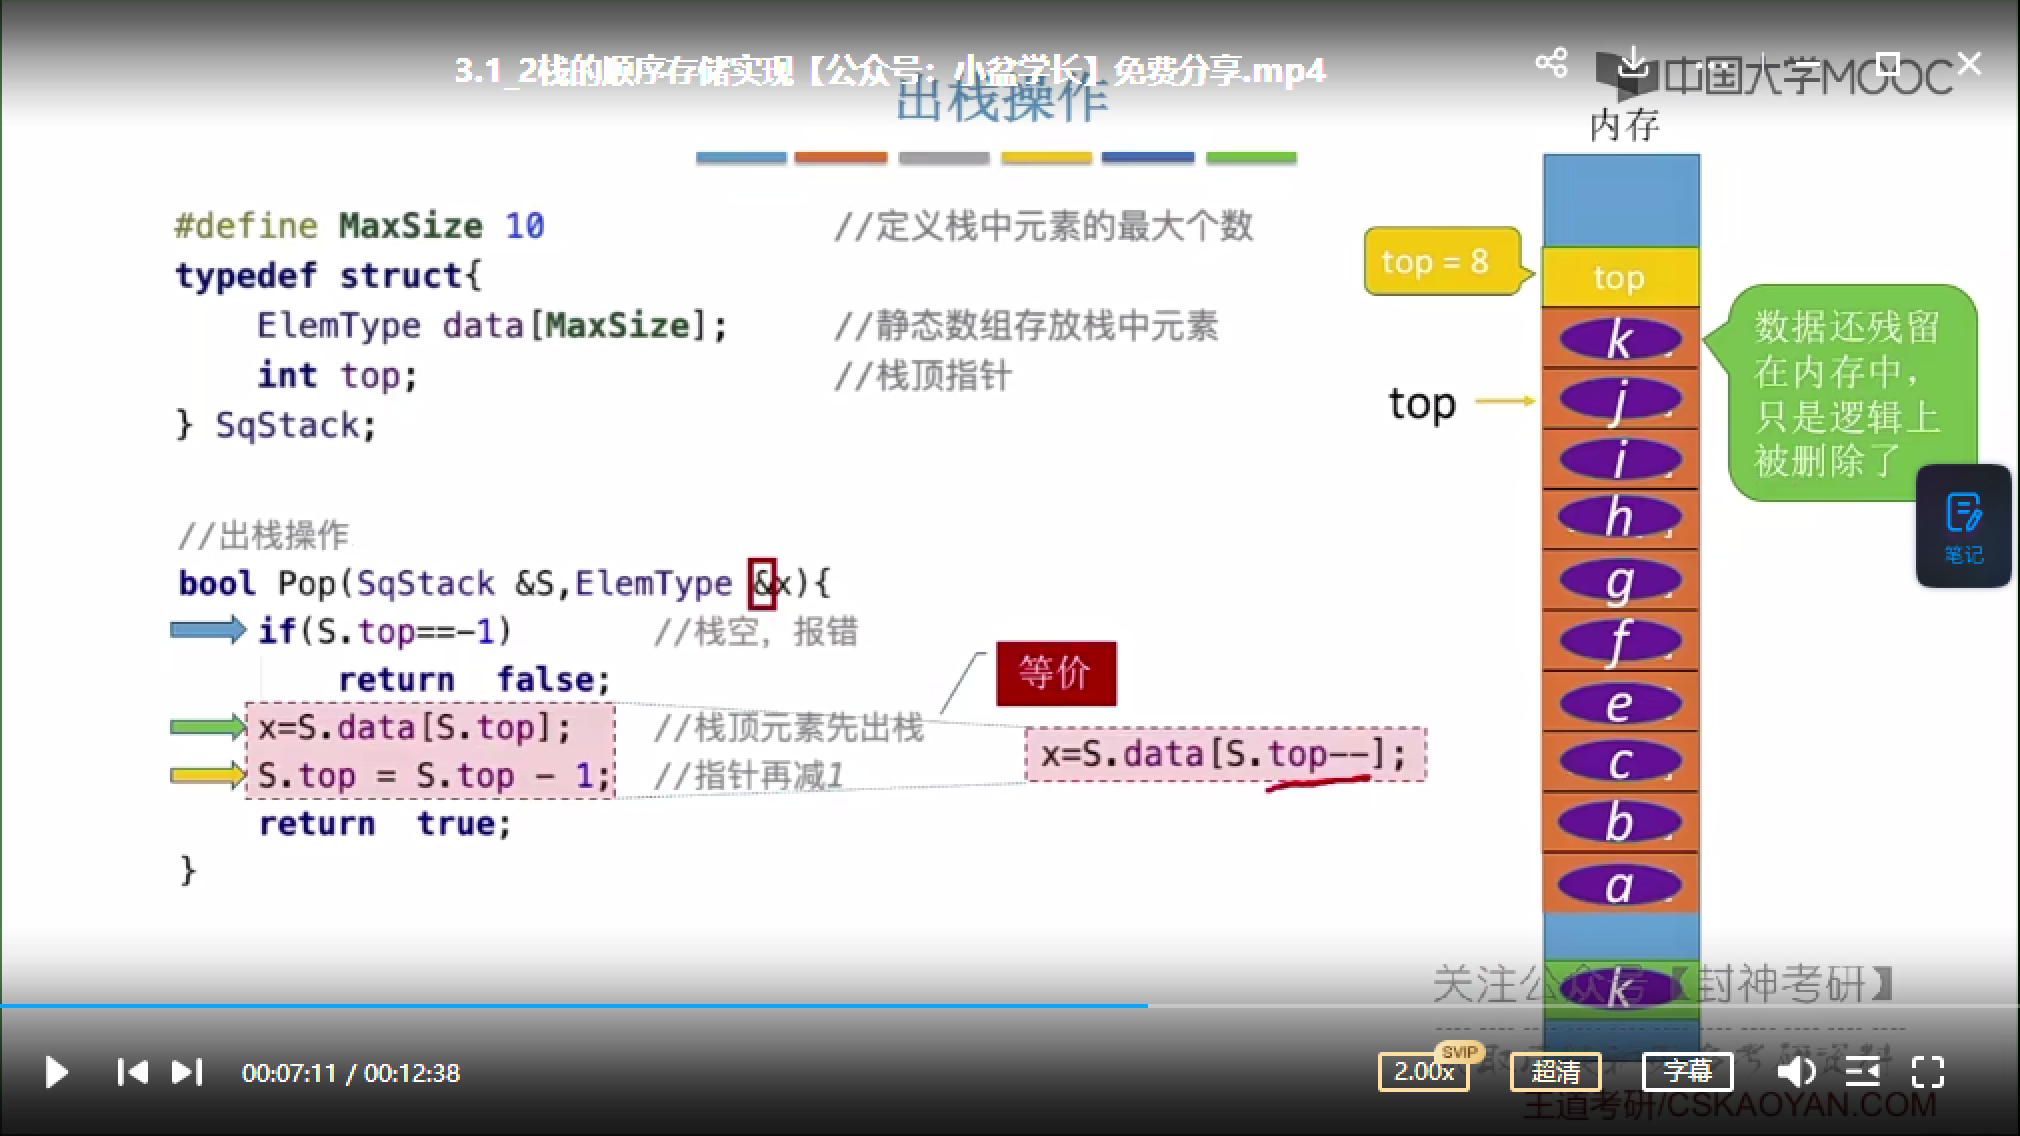 3.1_2栈的顺序存储实现【公众号：小盆学长】免费分享.mp4
中国大学MOOC
出栈操作
内存
#define MaxSize 10 //定义栈中元素的最大个数
typedef struct{
ElemType data[MaxSize]; //静态数组存放栈中元素
int top; //栈顶指针
} SqStack;
top = 8
top
top
数据还残留
在内存中，
只是逻辑上
被删除了
k
j
i
h
g
f
e
c
b
a
k
笔记
//出栈操作
bool Pop(SqStack &S,ElemType &x){
if(S.top==-1) //栈空，报错
return false;
x=S.data[S.top]; //栈顶元素先出栈
S.top = S.top - 1; //指针再减1
return true;
}
等价
x=S.data[S.top--];
关注公众号【封神考研】
00:07:11 / 00:12:38
2.00x
SVIP
超清
字幕
王道考研/CSKAOYAN.COM